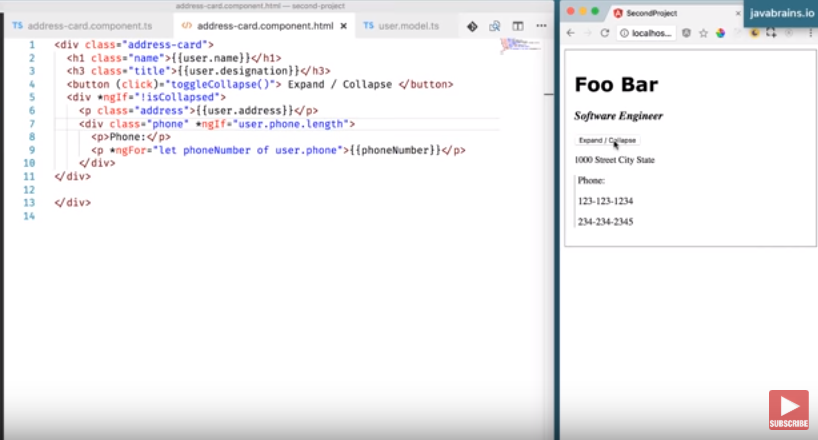 address-card.component.html — second-project
TS address-card.component.ts
<> address-card.component.html ×
TS user.model.ts
1 <div class="address-card">
2 <h1 class="name">{{user.name}}</h1>
3 <h3 class="title">{{user.designation}}</h3>
4 <button (click)="toggleCollapse()"> Expand / Collapse </button>
5 <div *ngIf="!isCollapsed">
6 <p class="address">{{user.address}}</p>
7 <div class="phone" *ngIf="user.phone.length">
8 <p>Phone:</p>
9 <p *ngFor="let phoneNumber of user.phone">{{phoneNumber}}</p>
10 </div>
11 </div>
12
13 </div>
14
SecondProject ×
javabrains.io
localhos...
Foo Bar
Software Engineer
Expand / Collapse
1000 Street City State
Phone:
123-123-1234
234-234-2345
SUBSCRIBE